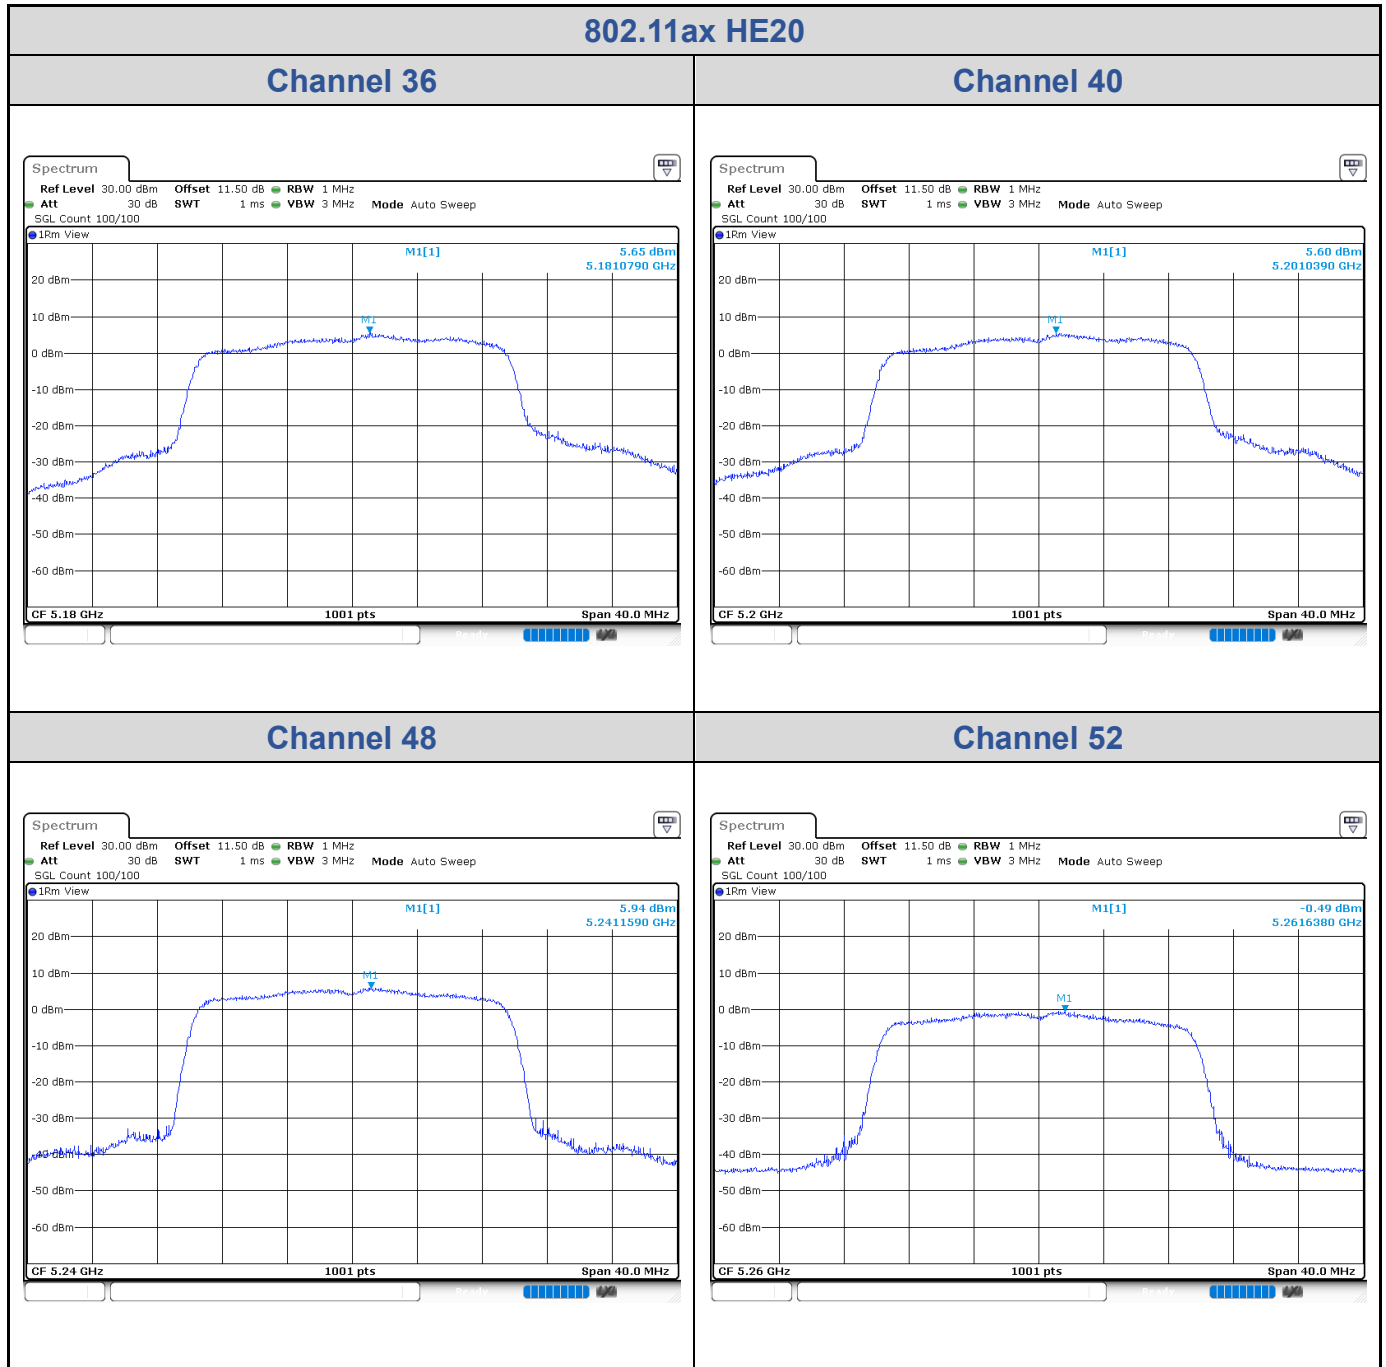 802.11ax HE20
Channel 36
Channel 40
Spectrum
Ref Level 30.00 dBm Offset 11.50 dB RBW 1 MHz
Att 30 dB SWT 1 ms VBW 3 MHz Mode Auto Sweep
SGL Count 100/100
1Rm View
M1[1] 5.65 dBm
5.1810790 GHz
20 dBm
10 dBm
M1
0 dBm
-10 dBm
-20 dBm
-30 dBm
-40 dBm
-50 dBm
-60 dBm
CF 5.18 GHz 1001 pts Span 40.0 MHz
Ready
Spectrum
Ref Level 30.00 dBm Offset 11.50 dB RBW 1 MHz
Att 30 dB SWT 1 ms VBW 3 MHz Mode Auto Sweep
SGL Count 100/100
1Rm View
M1[1] 5.60 dBm
5.2010390 GHz
20 dBm
10 dBm
M1
0 dBm
-10 dBm
-20 dBm
-30 dBm
-40 dBm
-50 dBm
-60 dBm
CF 5.2 GHz 1001 pts Span 40.0 MHz
Ready
Channel 48
Channel 52
Spectrum
Ref Level 30.00 dBm Offset 11.50 dB RBW 1 MHz
Att 30 dB SWT 1 ms VBW 3 MHz Mode Auto Sweep
SGL Count 100/100
1Rm View
M1[1] 5.94 dBm
5.2411590 GHz
20 dBm
10 dBm
M1
0 dBm
-10 dBm
-20 dBm
-30 dBm
-40 dBm
-50 dBm
-60 dBm
CF 5.24 GHz 1001 pts Span 40.0 MHz
Ready
Spectrum
Ref Level 30.00 dBm Offset 11.50 dB RBW 1 MHz
Att 30 dB SWT 1 ms VBW 3 MHz Mode Auto Sweep
SGL Count 100/100
1Rm View
M1[1] -0.49 dBm
5.2616380 GHz
20 dBm
10 dBm
M1
0 dBm
-10 dBm
-20 dBm
-30 dBm
-40 dBm
-50 dBm
-60 dBm
CF 5.26 GHz 1001 pts Span 40.0 MHz
Ready